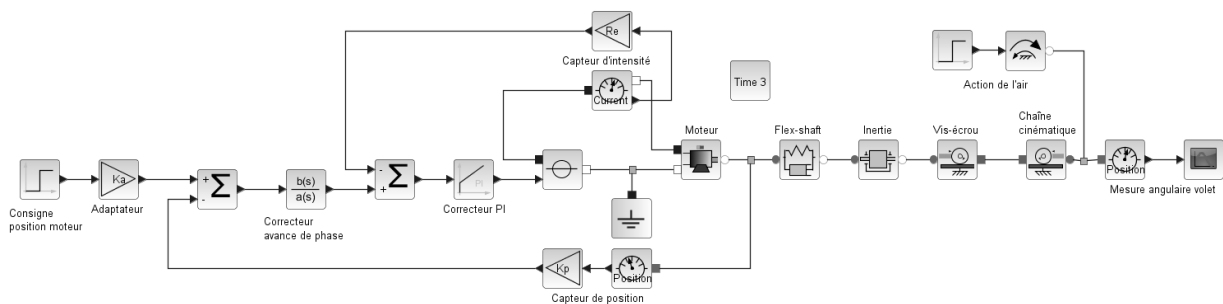 Re
Capteur d'intensité
Current
Time 3
Action de l'air
Moteur
Flex-shaft
Inertie
Vis-écrou
Chaîne
cinématique
Ka
+
-
Σ
b(s)
a(s)
-
+
Σ
PI
Position
Consigne
position moteur
Adaptateur
Correcteur
avance de phase
Correcteur PI
Mesure angulaire volet
Kp
Position
Capteur de position